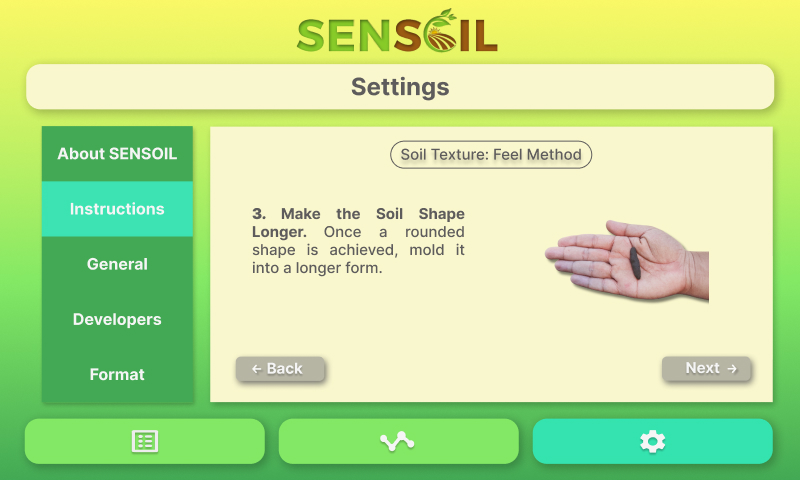 SENSOIL
Settings
About SENSOIL
Instructions
General
Developers
Format
Soil Texture: Feel Method
3. Make the Soil Shape
Longer. Once a rounded
shape is achieved, mold it
into a longer form.
← Back
Next →